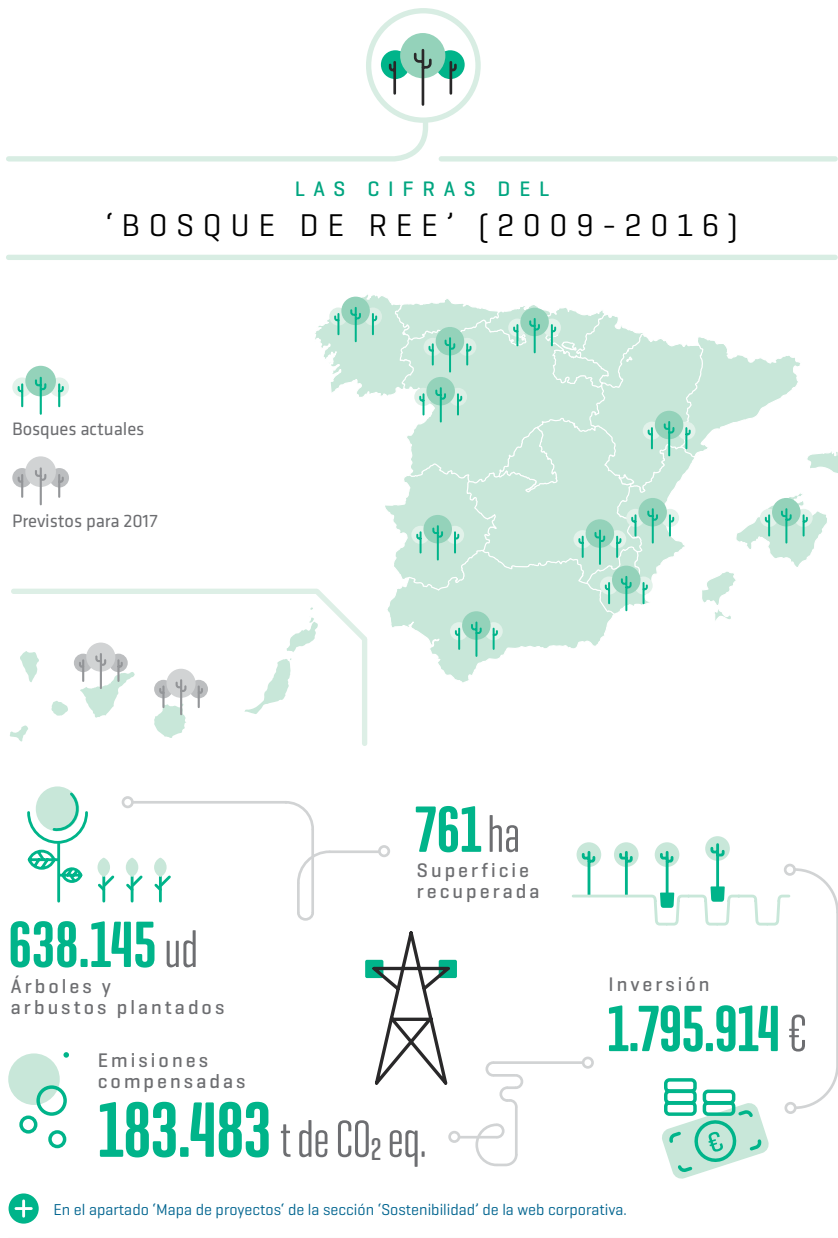 LAS CIFRAS DEL
‘BOSQUE DE REE’ (2009-2016)
Bosques actuales
Previstos para 2017
761 ha
Superficie
recuperada
638.145 ud
Árboles y
arbustos plantados
Inversión
1.795.914 €
Emisiones
compensadas
183.483 t de CO₂ eq.
€
En el apartado ‘Mapa de proyectos’ de la sección ‘Sostenibilidad’ de la web corporativa.